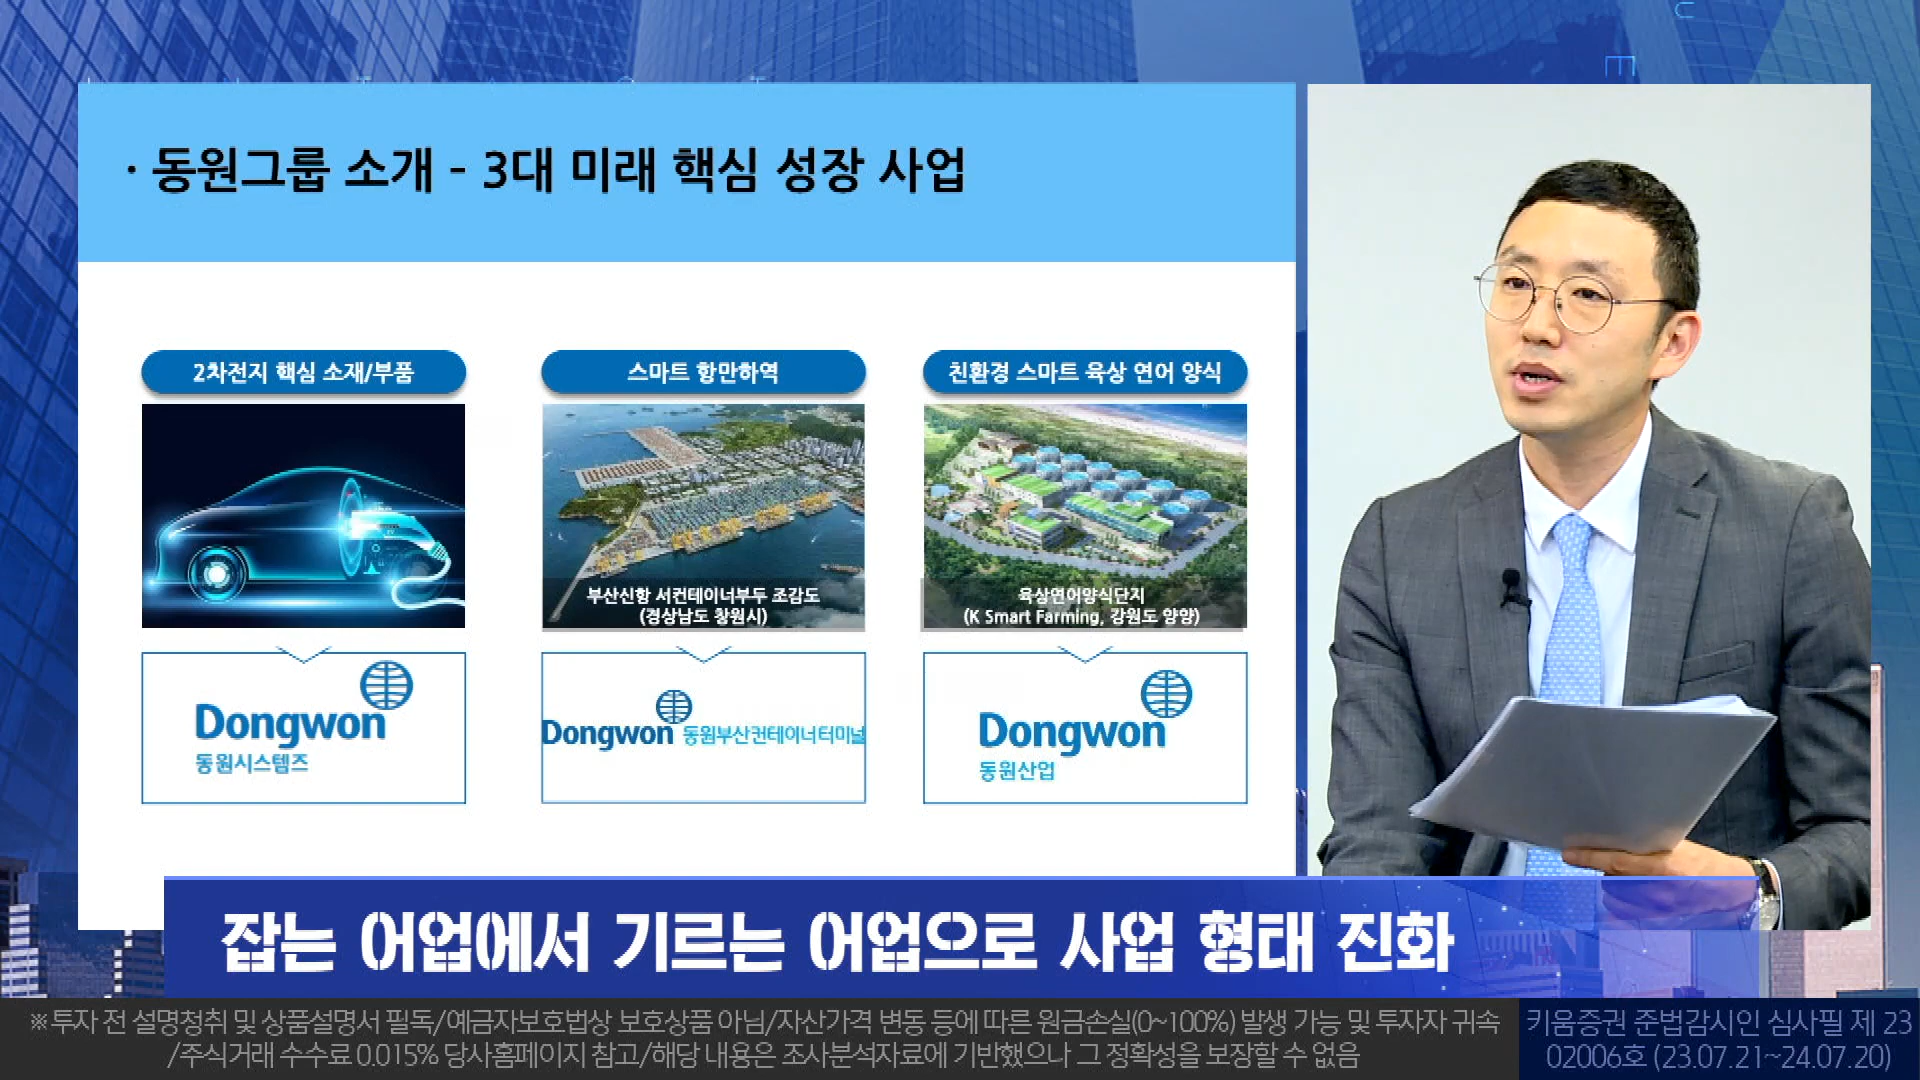 · 동원그룹 소개 - 3대 미래 핵심 성장 사업
2차전지 핵심 소재/부품
스마트 항만하역
친환경 스마트 육상 연어 양식
부산신항 서컨테이너부두 조감도
(경상남도 창원시)
육상연어양식단지
(K Smart Farming, 강원도 양양)
Dongwon
동원시스템즈
Dongwon 동원부산컨테이너터미널
Dongwon
동원산업
잡는 어업에서 기르는 어업으로 사업 형태 진화
※투자 전 설명청취 및 상품설명서 필독/예금자보호법상 보호상품 아님/자산가격 변동 등에 따른 원금손실(0~100%) 발생 가능 및 투자자 귀속
/주식거래 수수료 0.015% 당사홈페이지 참고/해당 내용은 조사분석자료에 기반했으나 그 정확성을 보장할 수 없음
키움증권 준법감시인 심사필 제 23
02006호 (23.07.21~24.07.20)